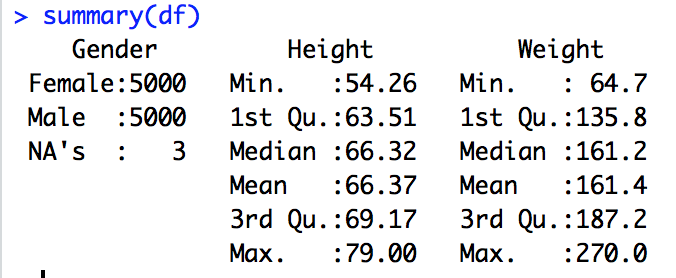 > summary(df)
Gender Height Weight
Female:5000 Min. :54.26 Min. : 64.7
Male :5000 1st Qu.:63.51 1st Qu.:135.8
NA's : 3 Median :66.32 Median :161.2
Mean :66.37 Mean :161.4
3rd Qu.:69.17 3rd Qu.:187.2
Max. :79.00 Max. :270.0